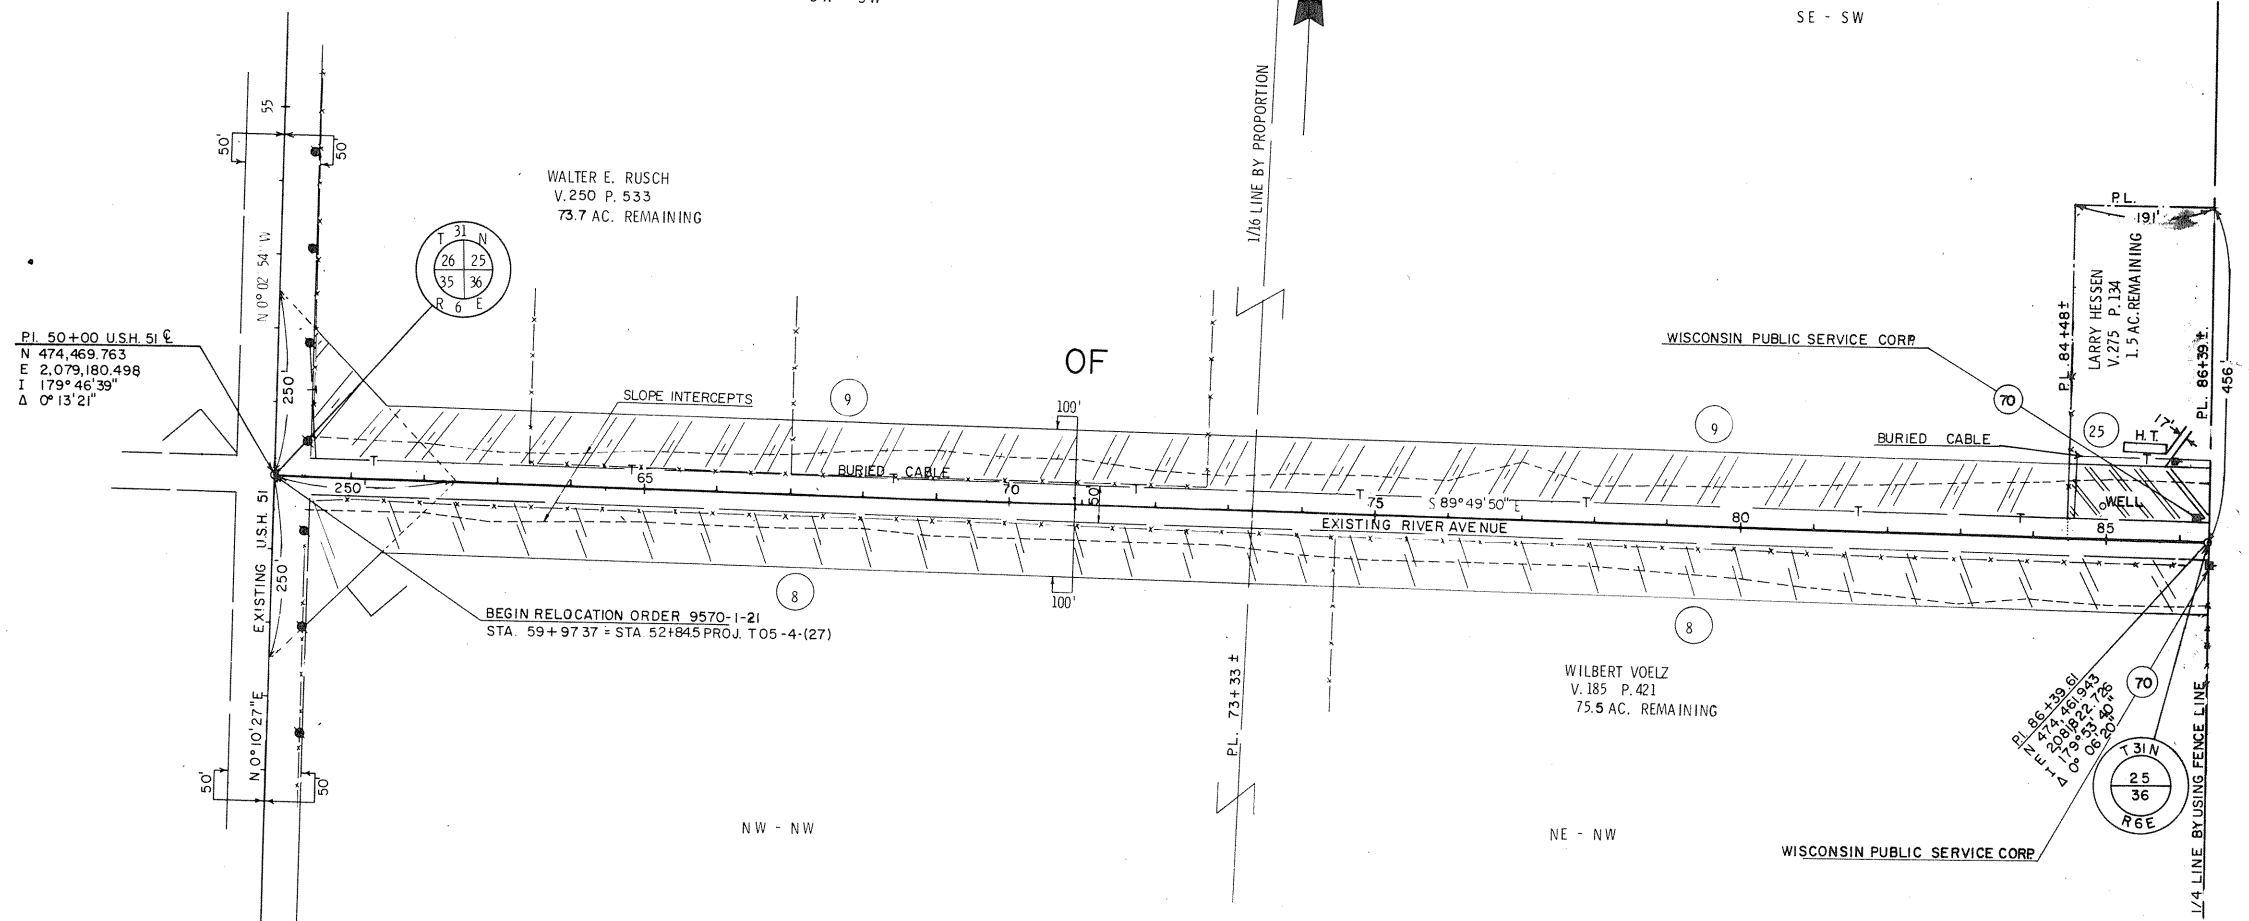 SE - SW
55
50'
50'
N 0° 02' 54" W
WALTER E. RUSCH
V.250 P. 533
73.7 AC. REMAINING
T 31 N
26 25
35 36
R 6 E
1/16 LINE BY PROPORTION
P.L.
191'
LARRY HESSEN
V.275 P.134
1.5 AC. REMAINING
P.L. 84+48±
P.L. 86+39±
456'
P.I. 50+00 U.S.H. 51 ℄
N 474,469.763
E 2,079,180.498
I 179° 46' 39"
Δ 0° 13' 21"
250'
SLOPE INTERCEPTS
9
OF
100'
9
WISCONSIN PUBLIC SERVICE CORP.
70
25
17'
H.T.
BURIED CABLE
T
250'
T
65
BURIED CABLE
T
70
50'
T
T
75
S 89° 49' 50" E
T
EXISTING RIVER AVENUE
80
T
T
85
WELL
T
EXISTING U.S.H. 51
250'
8
100'
8
BEGIN RELOCATION ORDER 9570-1-21
STA. 59+97.37 = STA. 52+84.5 PROJ. T05-4-(27)
P.L. 73+33 ±
WILBERT VOELZ
V. 185 P. 421
75.5 AC. REMAINING
N 0° 10' 27" E
50'
50'
P.I. 86+39.61
N 474,461.943
E 2,081,822.726
I 179° 53' 40"
Δ 0° 06' 20"
70
T 31 N
25
36
R 6 E
NW - NW
NE - NW
WISCONSIN PUBLIC SERVICE CORP.
1/4 LINE BY USING FENCE LINE